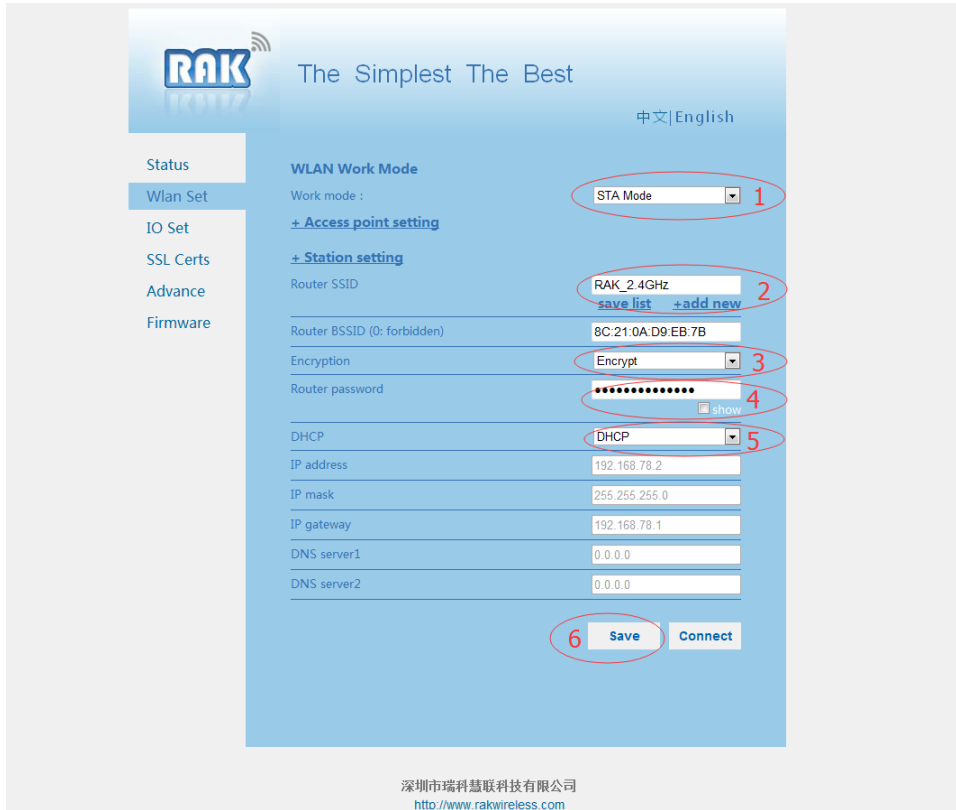 RAK
The Simplest The Best
中文|English
Status
Wlan Set
IO Set
SSL Certs
Advance
Firmware
WLAN Work Mode
Work mode : STA Mode 1
+ Access point setting
+ Station setting
Router SSID RAK_2.4GHz 2
save list +add new
Router BSSID (0: forbidden) 8C:21:0A:D9:EB:7B
Encryption Encrypt 3
Router password ●●●●●●●●●●●●●● 4
show
DHCP DHCP 5
IP address 192.168.78.2
IP mask 255.255.255.0
IP gateway 192.168.78.1
DNS server1 0.0.0.0
DNS server2 0.0.0.0
6 Save Connect
深圳市瑞科慧联科技有限公司
http://www.rakwireless.com